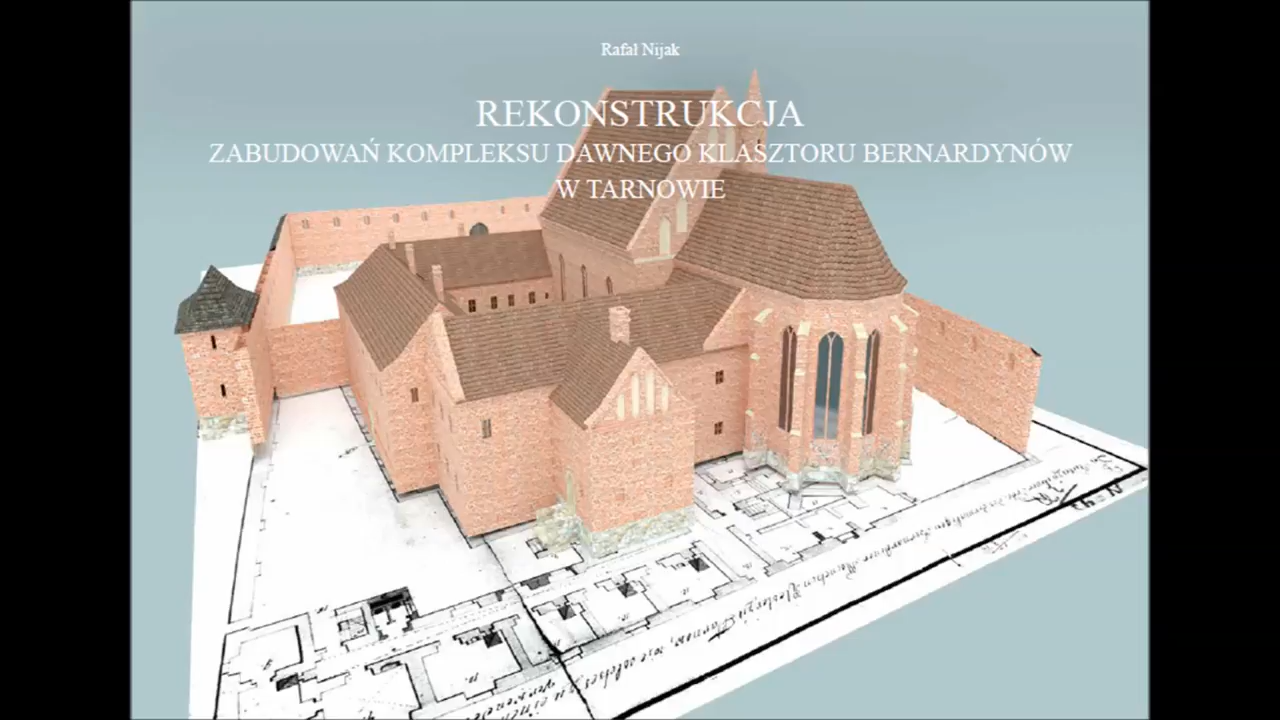 Rafał Nijak
REKONSTRUKCJA
ZABUDOWAŃ KOMPLEKSU DAWNEGO KLASZTORU BERNARDYNÓW
W TARNOWIE